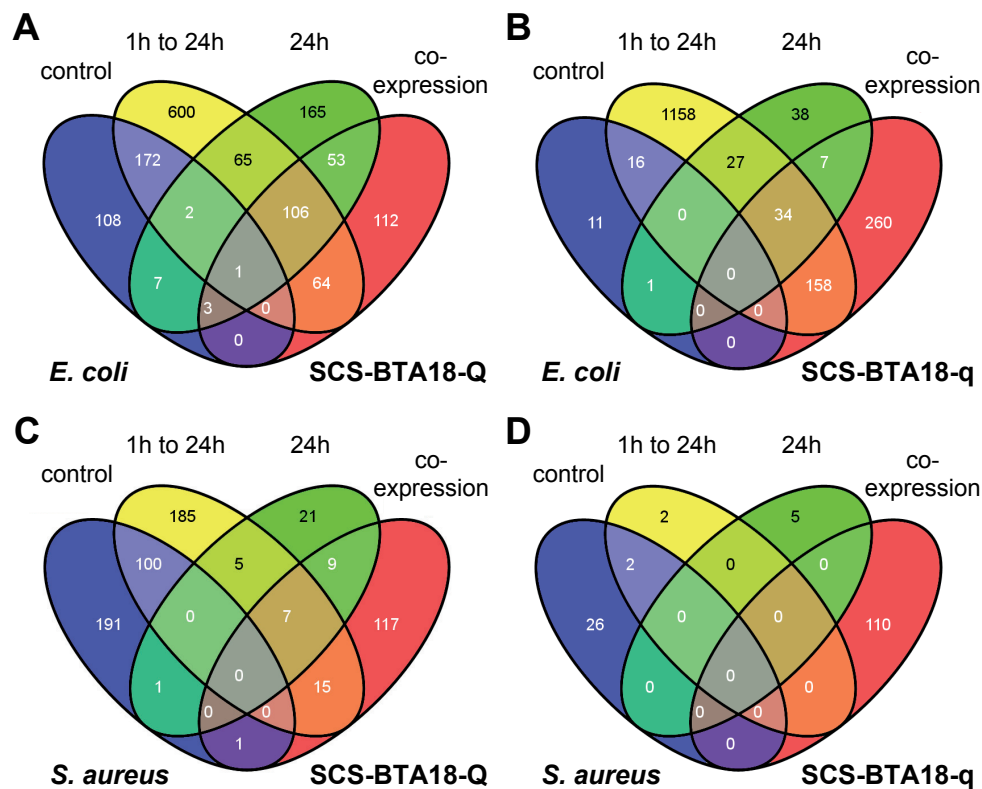 A
1h to 24h
24h
control
co-
expression
600
165
172
65
53
108
2
106
112
7
1
64
3
0
0
E. coli
SCS-BTA18-Q
B
1h to 24h
24h
control
co-
expression
1158
38
16
27
7
11
0
34
260
1
0
158
0
0
0
E. coli
SCS-BTA18-q
C
1h to 24h
24h
control
co-
expression
185
21
100
5
9
191
0
7
117
1
0
15
0
0
1
S. aureus
SCS-BTA18-Q
D
1h to 24h
24h
control
co-
expression
2
5
2
0
0
26
0
0
110
0
0
0
0
0
0
S. aureus
SCS-BTA18-q